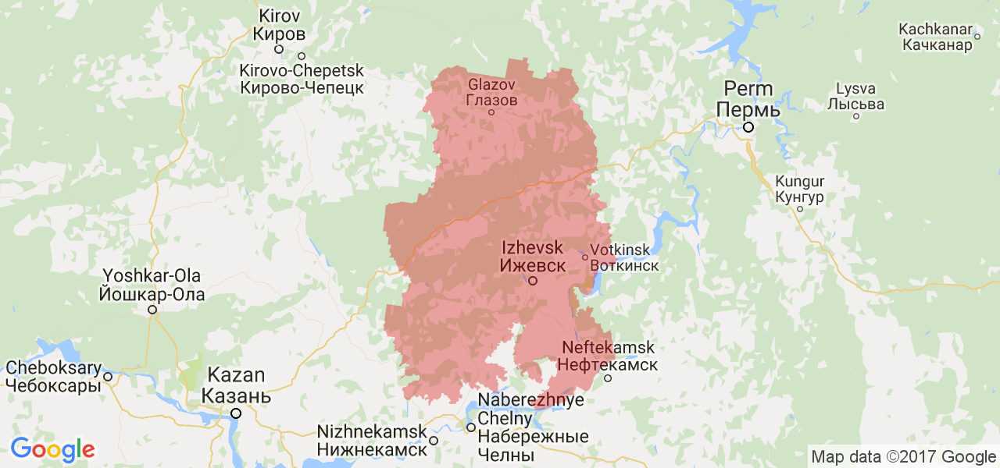 Kirov
Киров
Kirovo-Chepetsk
Кирово-Чепецк
Glazov
Глазов
Kachkanar
Качканар
Perm
Пермь
Lysva
Лысьва
Kungur
Кунгур
Izhevsk
Ижевск
Votkinsk
Воткинск
Yoshkar-Ola
Йошкар-Ола
Neftekamsk
Нефтекамск
Cheboksary
Чебоксары
Kazan
Казань
Naberezhnye
Chelny
Набережные
Челны
Nizhnekamsk
Нижнекамск
Google
Map data ©2017 Google